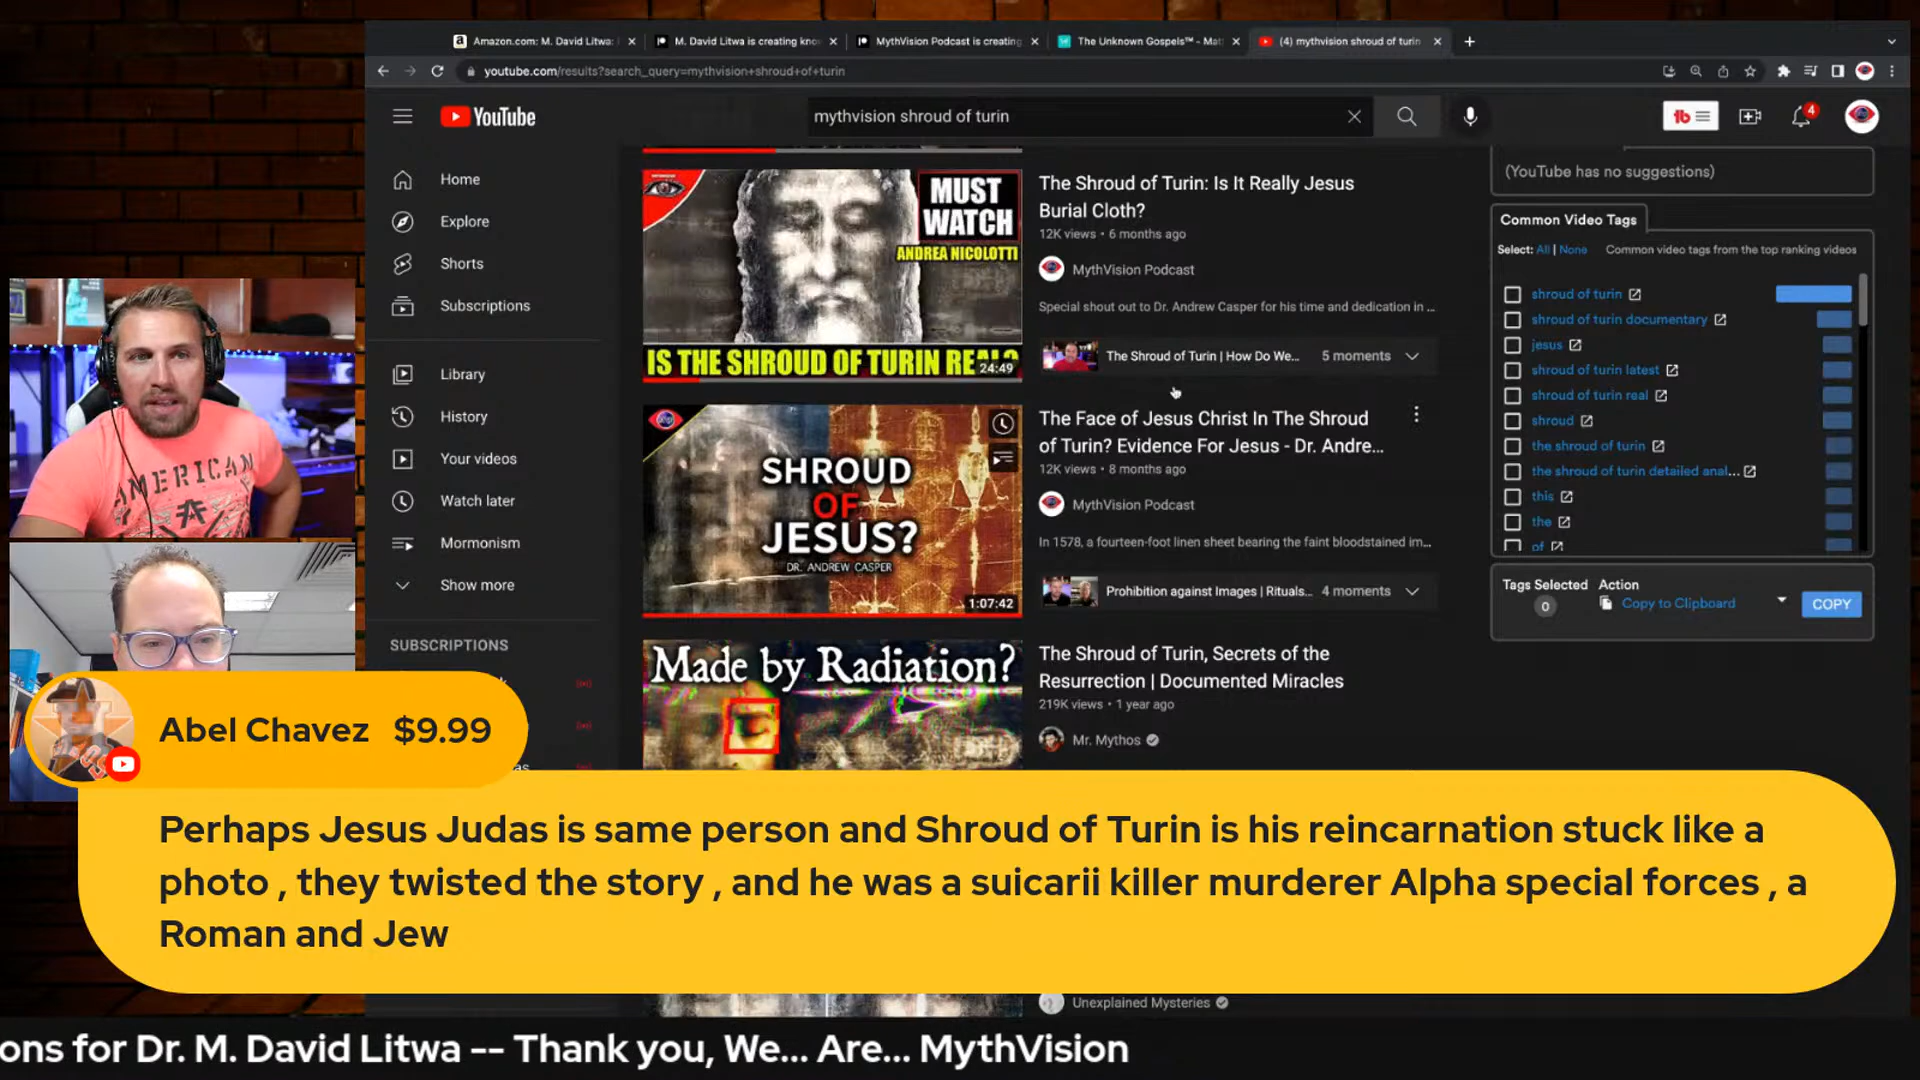 Amazon.com: M. David Litwa:
M. David Litwa is creating kno
MythVision Podcast is creating
The Unknown Gospels™ - Mat
(4) mythvision shroud of turin
youtube.com/results?search_query=mythvision+shroud+of+turin
YouTube
mythvision shroud of turin
4
Home
Explore
Shorts
Subscriptions
Library
History
Your videos
Watch later
Mormonism
Show more
SUBSCRIPTIONS
MUST
WATCH
ANDREA NICOLOTTI
IS THE SHROUD OF TURIN REAL?
24:49
The Shroud of Turin: Is It Really Jesus
Burial Cloth?
12K views • 6 months ago
MythVision Podcast
Special shout out to Dr. Andrew Casper for his time and dedication in ...
The Shroud of Turin | How Do We...
5 moments
SHROUD
OF
JESUS?
DR. ANDREW CASPER
1:07:42
The Face of Jesus Christ In The Shroud
of Turin? Evidence For Jesus - Dr. Andre...
12K views • 8 months ago
MythVision Podcast
In 1578, a fourteen-foot linen sheet bearing the faint bloodstained im...
Prohibition against Images | Rituals...
4 moments
Made by Radiation?
The Shroud of Turin, Secrets of the
Resurrection | Documented Miracles
219K views • 1 year ago
Mr. Mythos
Unexplained Mysteries
(YouTube has no suggestions)
Common Video Tags
Select: All | None
Common video tags from the top ranking videos
shroud of turin
shroud of turin documentary
jesus
shroud of turin latest
shroud of turin real
shroud
the shroud of turin
the shroud of turin detailed anal...
this
the
of
Tags Selected
0
Action
Copy to Clipboard
COPY
AMERICAN
Abel Chavez $9.99
Perhaps Jesus Judas is same person and Shroud of Turin is his reincarnation stuck like a
photo , they twisted the story , and he was a suicarii killer murderer Alpha special forces , a
Roman and Jew
ons for Dr. M. David Litwa -- Thank you, We... Are... MythVision